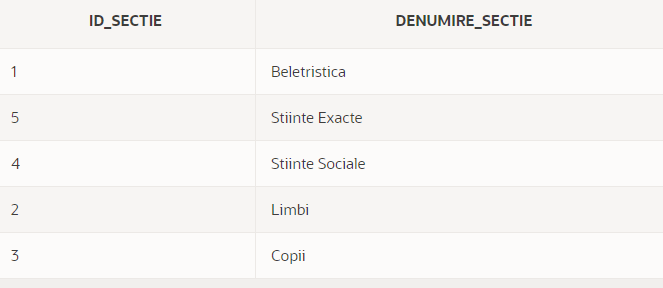 ID_SECTIE DENUMIRE_SECTIE
1 Beletristica
5 Stiinte Exacte
4 Stiinte Sociale
2 Limbi
3 Copii